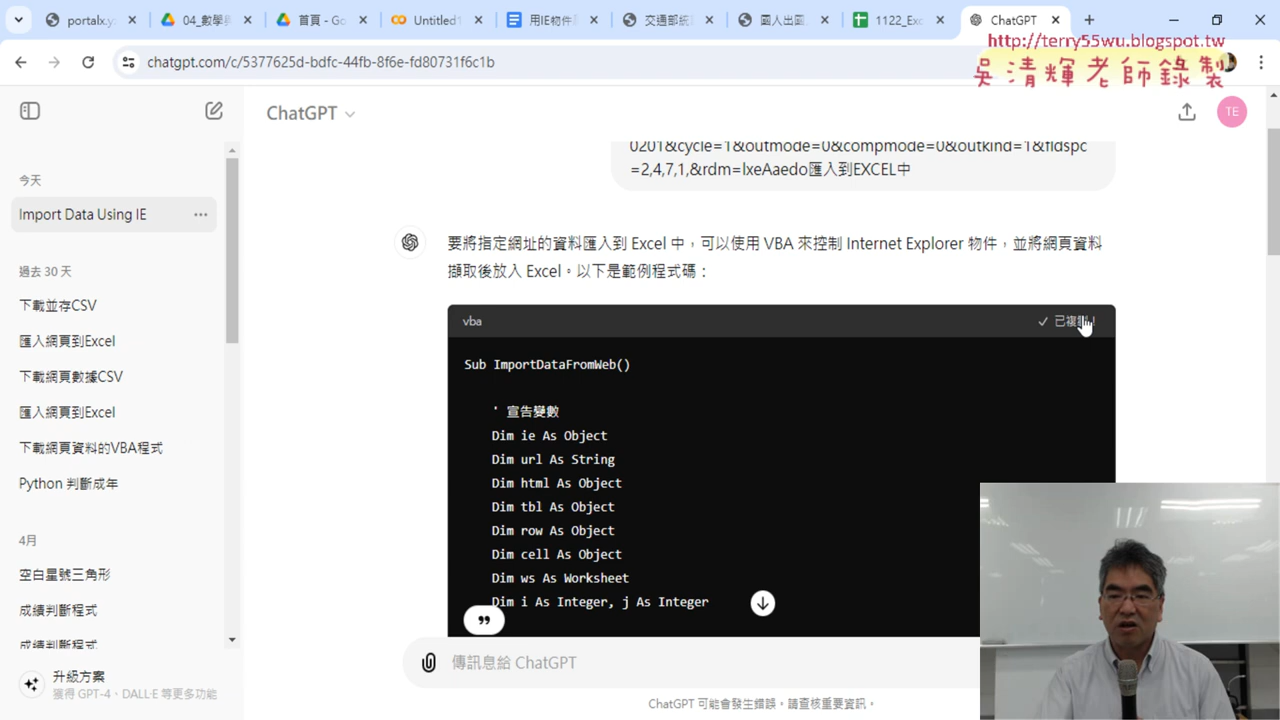 portalx.y
04_數學與
首頁 - Go
Untitled1
用IE物件
交通部統
國人出國
1122_Exc
ChatGPT
http://terry55wu.blogspot.tw
chatgpt.com/c/5377625d-bdfc-44fb-8f6e-fd80731f6c1b
吳清輝老師錄製
ChatGPT
TE
0201&cycle=1&outmode=0&compmode=0&outkind=1&fldspc
=2,4,7,1,&rdm=lxeAaedo匯入到EXCEL中
今天
Import Data Using IE
過去 30 天
下載並存CSV
匯入網頁到Excel
下載網頁數據CSV
匯入網頁到Excel
下載網頁資料的VBA程式
Python 判斷成年
4月
空白星號三角形
成績判斷程式
成績判斷程式
升級方案
獲得 GPT-4、DALL·E 等更多功能
要將指定網址的資料匯入到 Excel 中，可以使用 VBA 來控制 Internet Explorer 物件，並將網頁資料
擷取後放入 Excel。以下是範例程式碼：
vba
已複製!
Sub ImportDataFromWeb()
' 宣告變數
Dim ie As Object
Dim url As String
Dim html As Object
Dim tbl As Object
Dim row As Object
Dim cell As Object
Dim ws As Worksheet
Dim i As Integer, j As Integer
傳訊息給 ChatGPT
ChatGPT 可能會發生錯誤。請查核重要資訊。